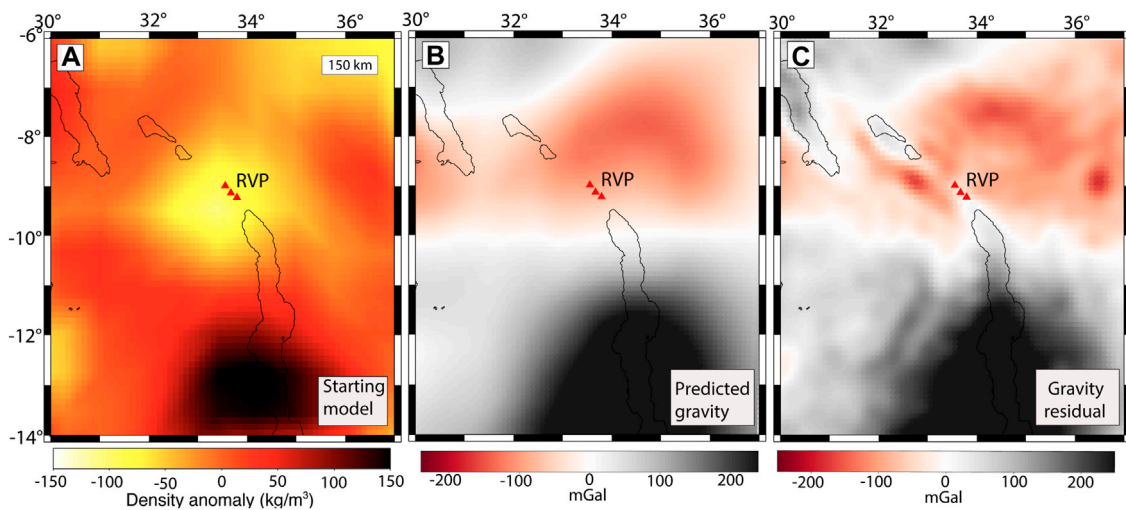 30° 32° 34° 36° 30° 32° 34° 36° 30° 32° 34° 36°
-6°
A B C
150 km
-8°
RVP RVP RVP
-10°
-12°
Starting model
Predicted gravity
Gravity residual
-14°
-150 -100 -50 0 50 100 150
Density anomaly (kg/m³)
-200 -100 0 100 200
mGal
-200 -100 0 100 200
mGal